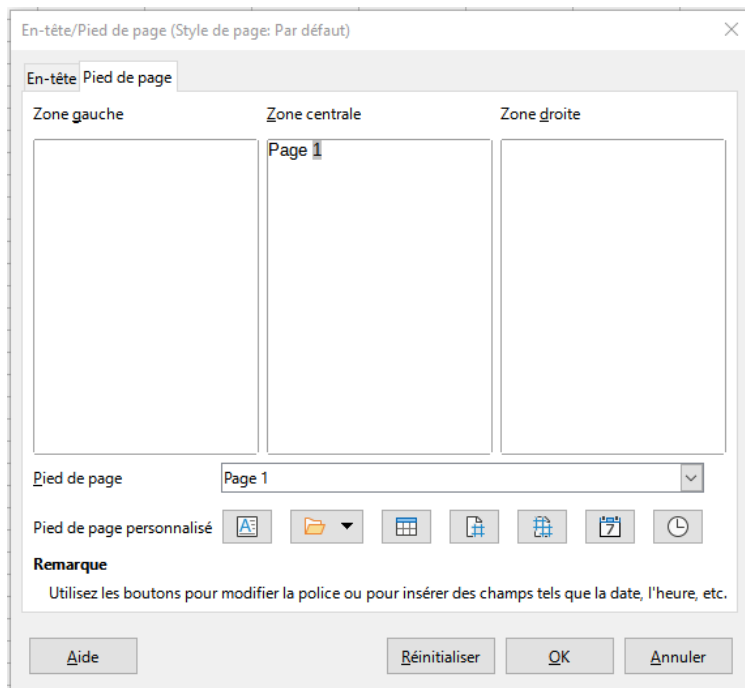 En-tête/Pied de page (Style de page: Par défaut)
En-tête Pied de page
Zone gauche Zone centrale Zone droite
Page 1
Pied de page Page 1
Pied de page personnalisé A 7
Remarque
Utilisez les boutons pour modifier la police ou pour insérer des champs tels que la date, l'heure, etc.
Aide Réinitialiser OK Annuler